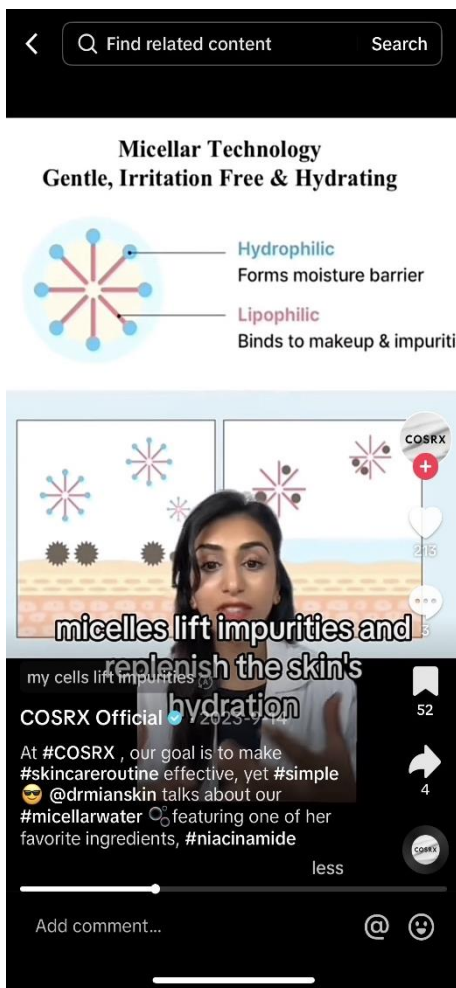 Find related content Search
Micellar Technology
Gentle, Irritation Free & Hydrating
Hydrophilic
Forms moisture barrier
Lipophilic
Binds to makeup & impuriti
COSRX
213
micelles lift impurities and
3
replenish the skin's
my cells lift impurities
hydration
52
COSRX Official · 2023-9-14
At #COSRX , our goal is to make
#skincareroutine effective, yet #simple
😎 @drmianskin talks about our
4
#micellarwater 🫧 featuring one of her
favorite ingredients, #niacinamide
COSRX
less
Add comment... @